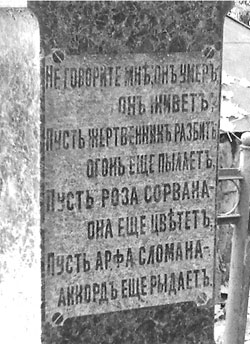 НЕ ГОВОРИТЕ МНѢ, ОНЪ УМЕРЪ,
ОНЪ ЖИВЕТЪ.
ПУСТЬ ЖЕРТВЕННИКЪ РАЗБИТЪ
ОГОНЬ ЕЩЕ ПЫЛАЕТЪ.
ПУСТЬ РОЗА СОРВАНА-
ОНА ЕЩЕ ЦВѢТЕТЪ,
ПУСТЬ АРФА СЛОМАНА-
АККОРДЪ ЕЩЕ РЫДАЕТЪ.